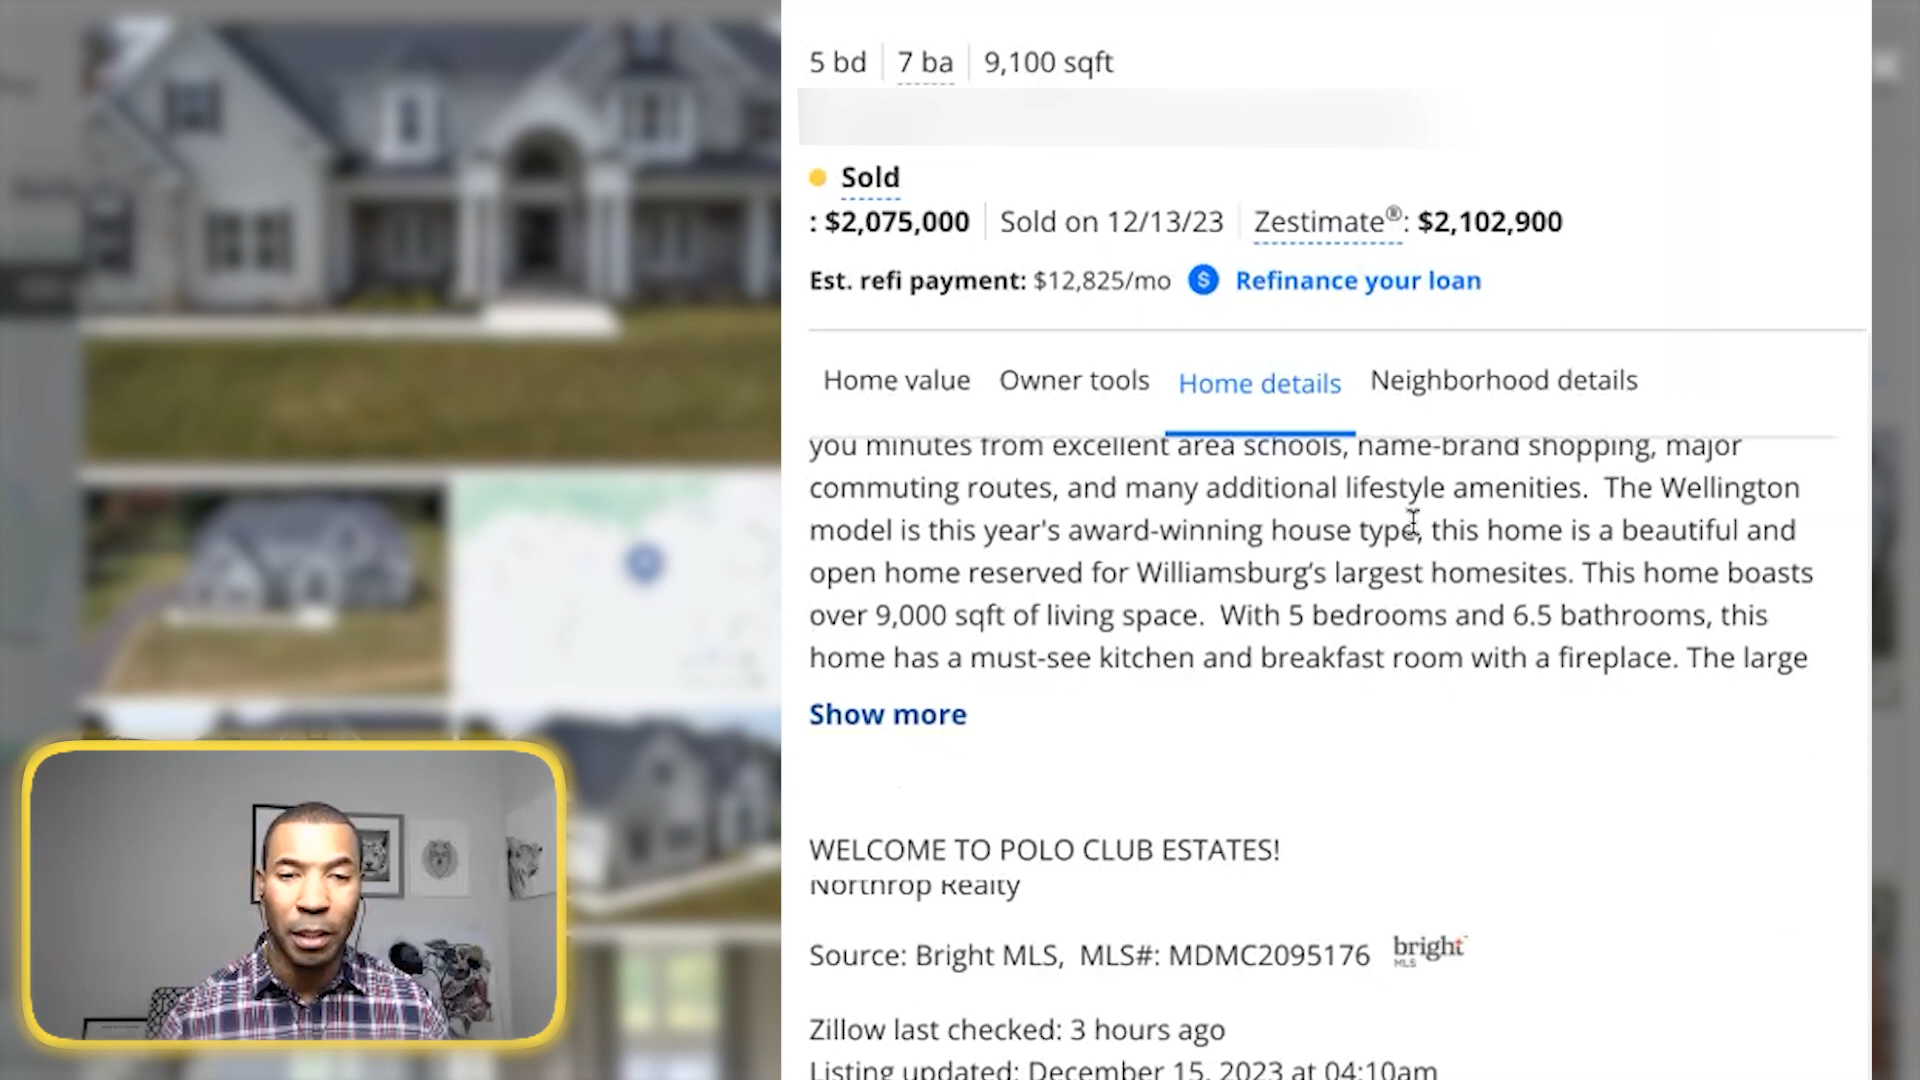 5 bd 7 ba 9,100 sqft
Sold
: $2,075,000 Sold on 12/13/23 Zestimate®: $2,102,900
Est. refi payment: $12,825/mo $ Refinance your loan
Home value Owner tools Home details Neighborhood details
you minutes from excellent area schools, name-brand shopping, major
commuting routes, and many additional lifestyle amenities. The Wellington
model is this year's award-winning house type, this home is a beautiful and
open home reserved for Williamsburg’s largest homesites. This home boasts
over 9,000 sqft of living space. With 5 bedrooms and 6.5 bathrooms, this
home has a must-see kitchen and breakfast room with a fireplace. The large
Show more
WELCOME TO POLO CLUB ESTATES!
Northrop Realty
Source: Bright MLS, MLS#: MDMC2095176 bright MLS
Zillow last checked: 3 hours ago
Listing updated: December 15, 2023 at 04:10am